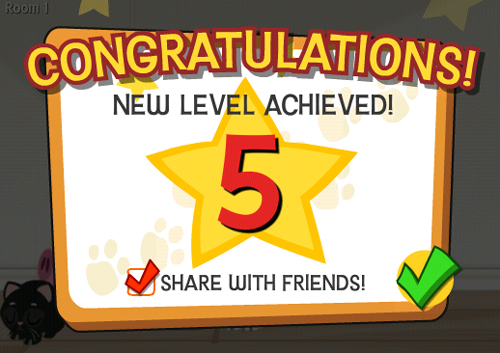 Room 1
CONGRATULATIONS!
NEW LEVEL ACHIEVED!
5
SHARE WITH FRIENDS!